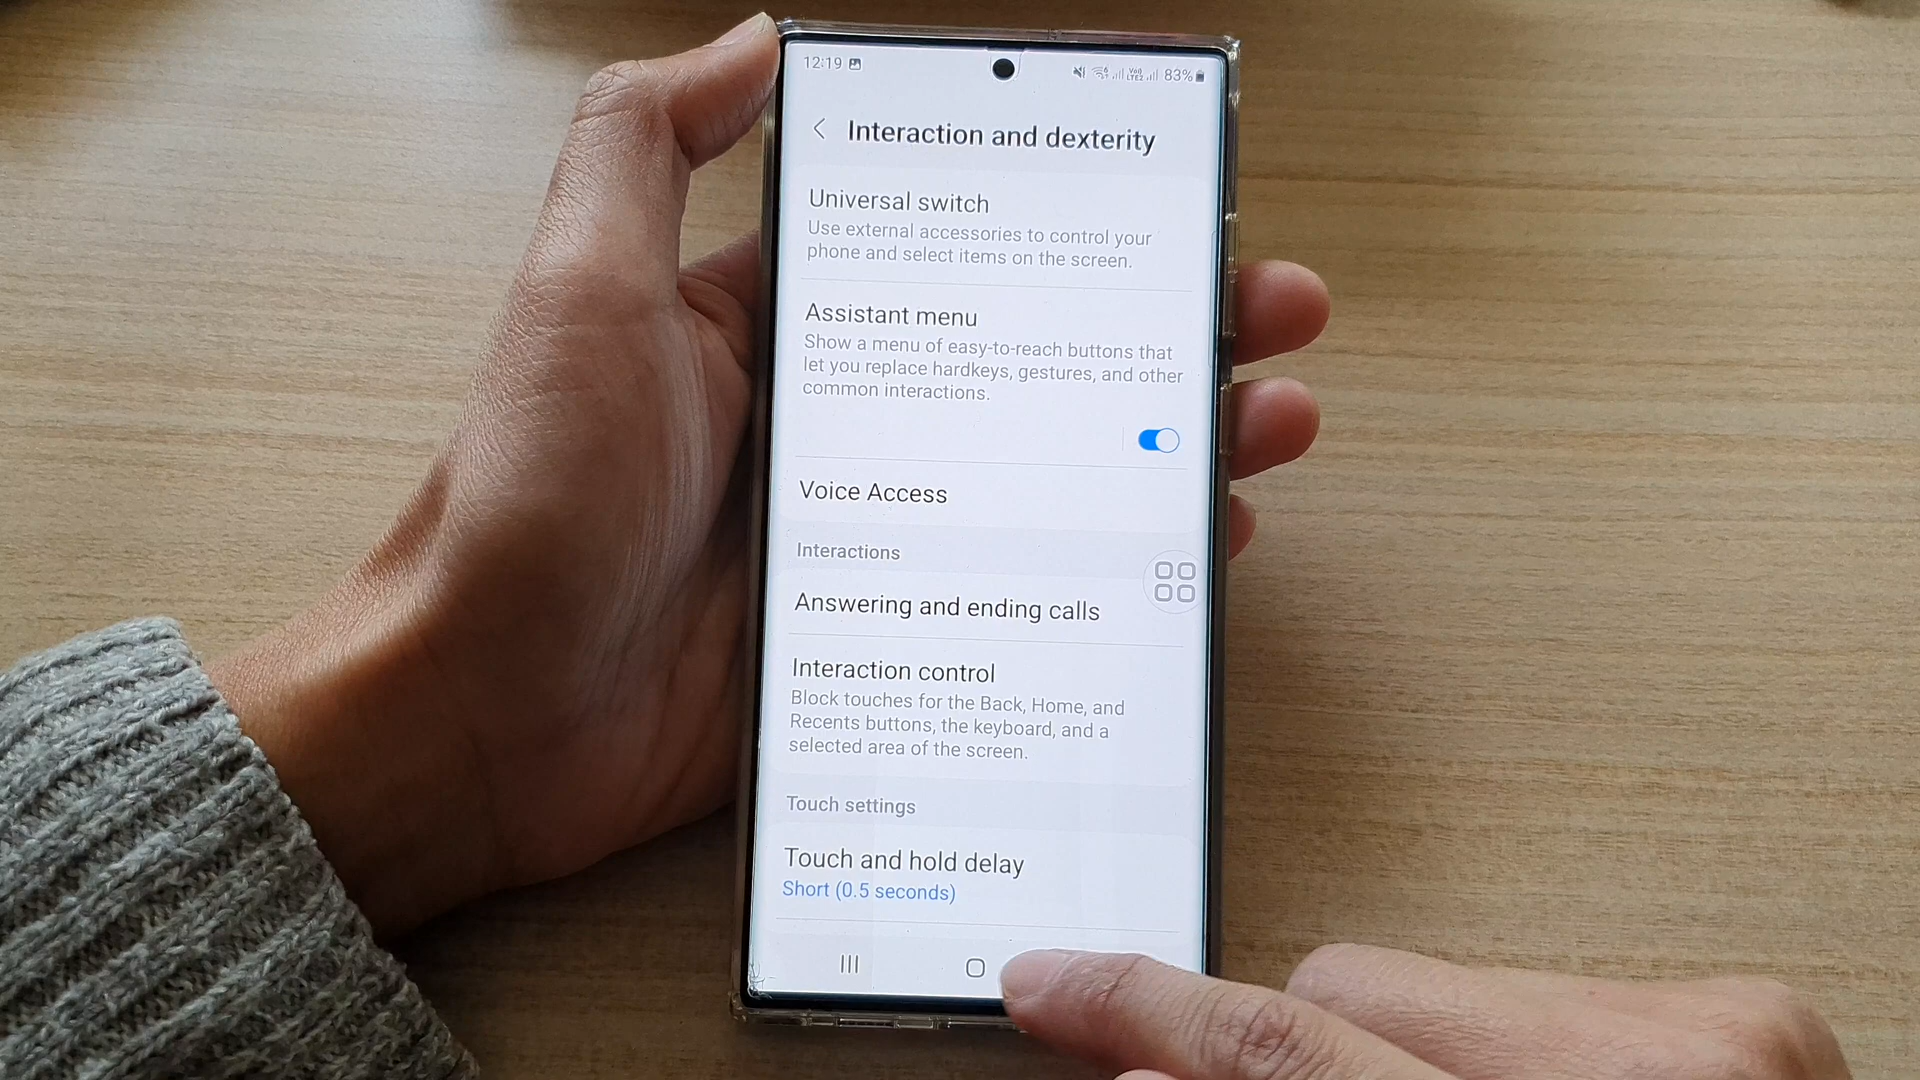 12:19
83%
Interaction and dexterity
Universal switch
Use external accessories to control your
phone and select items on the screen.
Assistant menu
Show a menu of easy-to-reach buttons that
let you replace hardkeys, gestures, and other
common interactions.
Voice Access
Interactions
Answering and ending calls
Interaction control
Block touches for the Back, Home, and
Recents buttons, the keyboard, and a
selected area of the screen.
Touch settings
Touch and hold delay
Short (0.5 seconds)